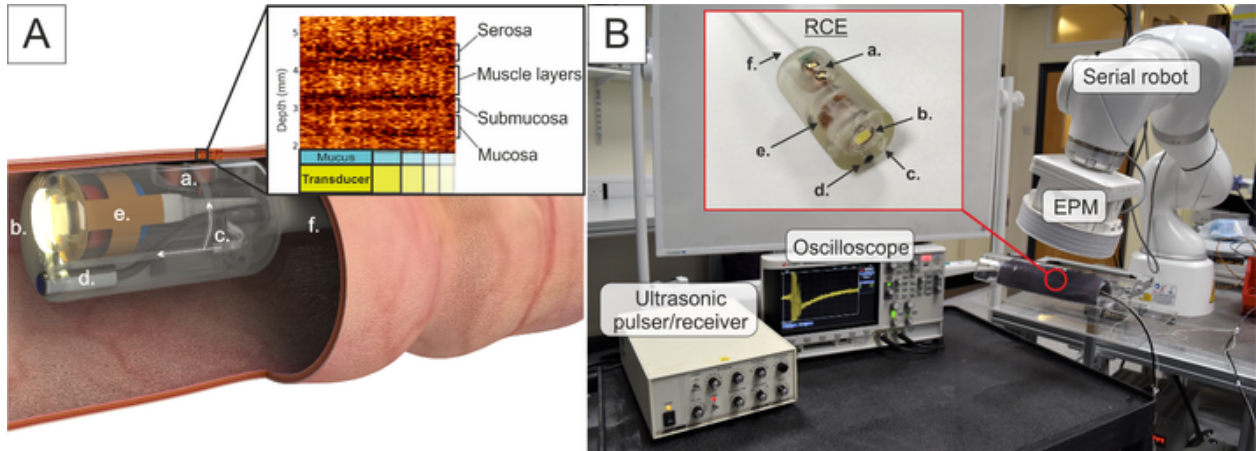 A
Depth (mm)
5
4
3
2
Serosa
Muscle layers
Submucosa
Mucosa
Mucus
Transducer
a.
b.
e.
c.
f.
d.
B
RCE
f.
a.
b.
e.
c.
d.
Serial robot
EPM
Oscilloscope
Ultrasonic
pulser/receiver